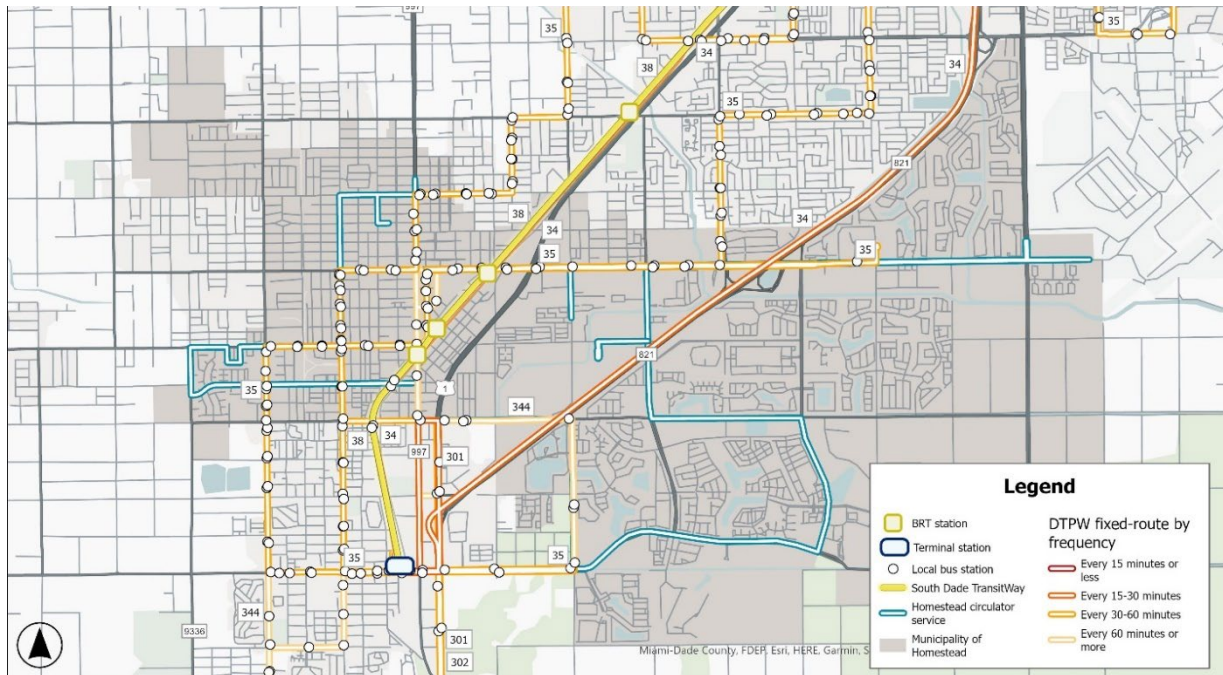 997
35
34
35
38
34
35
821
38
34
34
35
35
821
1
35
344
38
34
997
301
35
35
344
9336
301
302
Legend
BRT station
Terminal station
Local bus station
South Dade TransitWay
Homestead circulator
service
Municipality of
Homestead
DTPW fixed-route by
frequency
Every 15 minutes or
less
Every 15-30 minutes
Every 30-60 minutes
Every 60 minutes or
more
Miami-Dade County, FDEP, Esri, HERE, Garmin, S